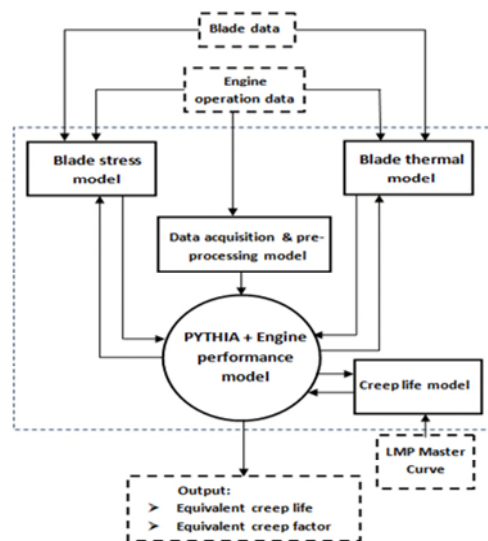 Blade data
Engine
operation data
Blade stress
model
Blade thermal
model
Data acquisition & pre-
processing model
PYTHIA + Engine
performance
model
Creep life model
LMP Master
Curve
Output:
➢ Equivalent creep life
➢ Equivalent creep factor